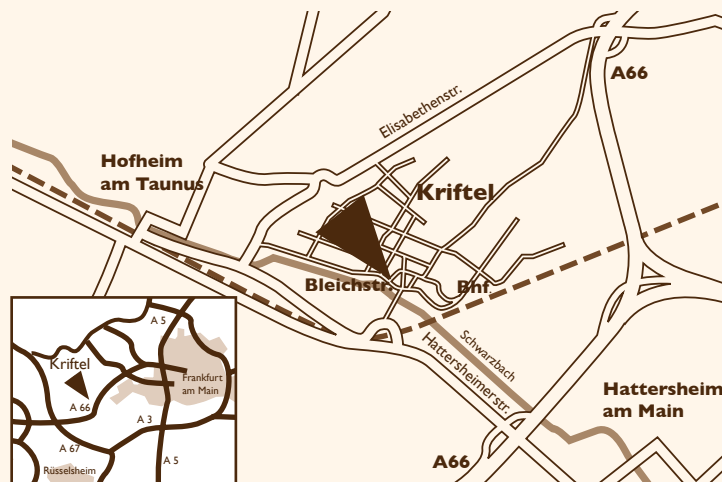 A66
Elisabethenstr.
Hofheim
am Taunus
Kriftel
Bleichstr.
Bhf.
Schwarzbach
Hattersheimerstr.
Hattersheim
am Main
A66
A 5
Kriftel
Frankfurt
am Main
A 66
A 3
A 67
A 5
Rüsselsheim